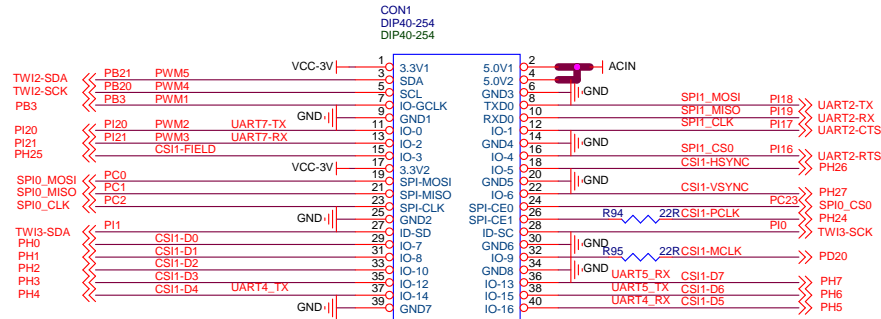 CON1
DIP40-254
DIP40-254
VCC-3V 1 3.3V1 5.0V1 2 ACIN
TWI2-SDA PB21 PWM5 3 SDA 5.0V2 4
TWI2-SCK PB20 PWM4 5 SCL GND3 6 GND
PB3 PB3 PWM1 7 IO-GCLK TXD0 8 SPI1_MOSI PI18 UART2-TX
GND 9 GND1 RXD0 10 SPI1_MISO PI19 UART2-RX
PI20 PI20 PWM2 UART7-TX 11 IO-0 IO-1 12 SPI1_CLK PI17 UART2-CTS
PI21 PI21 PWM3 UART7-RX 13 IO-2 GND4 14 GND
PH25 CSI1-FIELD 15 IO-3 IO-4 16 SPI1_CS0 PI16 UART2-RTS
VCC-3V 17 3.3V2 IO-5 18 CSI1-HSYNC PH26
SPI0_MOSI PC0 19 SPI-MOSI GND5 20 GND
SPI0_MISO PC1 21 SPI-MISO IO-6 22 CSI1-VSYNC PH27
SPI0_CLK PC2 23 SPI-CLK SPI-CE0 24 PC23 SPI0_CS0
GND 25 GND2 SPI-CE1 26 R94 22R CSI1-PCLK PH24
TWI3-SDA PI1 27 ID-SD ID-SC 28 PI0 TWI3-SCK
PH0 CSI1-D0 29 IO-7 GND6 30 GND
PH1 CSI1-D1 31 IO-8 IO-9 32 R95 22R CSI1-MCLK PD20
PH2 CSI1-D2 33 IO-10 GND8 34 GND
PH3 CSI1-D3 35 IO-12 IO-13 36 UART5_RX CSI1-D7 PH7
PH4 CSI1-D4 UART4_TX 37 IO-14 IO-15 38 UART5_TX CSI1-D6 PH6
GND 39 GND7 IO-16 40 UART4_RX CSI1-D5 PH5